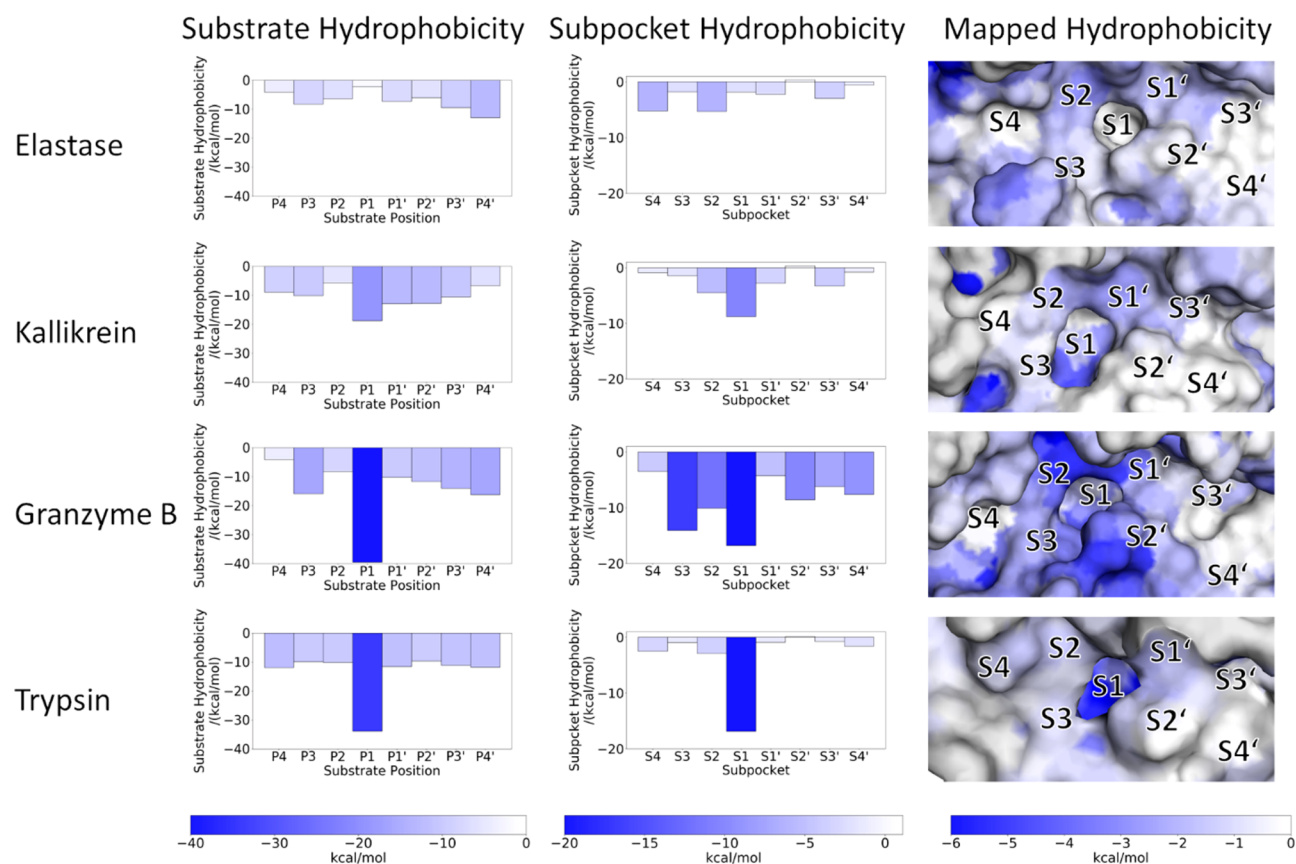 Substrate Hydrophobicity Subpocket Hydrophobicity Mapped Hydrophobicity
Elastase
Substrate Hydrophobicity
/(kcal/mol)
0
−10
−20
−30
−40
P4 P3 P2 P1 P1' P2' P3' P4'
Substrate Position
Subpcket Hydrophobicity
/(kcal/mol)
0
−10
−20
S4 S3 S2 S1 S1' S2' S3' S4'
Subpocket
S2 S1‘
S4 S1 S3‘
S3 S2‘
S4‘
Kallikrein
Substrate Hydrophobicity
/(kcal/mol)
0
−10
−20
−30
−40
P4 P3 P2 P1 P1' P2' P3' P4'
Substrate Position
Subpcket Hydrophobicity
/(kcal/mol)
0
−10
−20
S4 S3 S2 S1 S1' S2' S3' S4'
Subpocket
S2 S1‘ S3‘
S4 S1
S3 S2‘ S4‘
Granzyme B
Substrate Hydrophobicity
/(kcal/mol)
0
−10
−20
−30
−40
P4 P3 P2 P1 P1' P2' P3' P4'
Substrate Position
Subpcket Hydrophobicity
/(kcal/mol)
0
−10
−20
S4 S3 S2 S1 S1' S2' S3' S4'
Subpocket
S2 S1‘
S1 S3‘
S4 S3 S2‘
S4‘
Trypsin
Substrate Hydrophobicity
/(kcal/mol)
0
−10
−20
−30
−40
P4 P3 P2 P1 P1' P2' P3' P4'
Substrate Position
Subpcket Hydrophobicity
/(kcal/mol)
0
−10
−20
S4 S3 S2 S1 S1' S2' S3' S4'
Subpocket
S2 S1‘
S4 S1 S3‘
S3 S2‘
S4‘
−40 −30 −20 −10 0
kcal/mol
−20 −15 −10 −5 0
kcal/mol
−6 −5 −4 −3 −2 −1 0
kcal/mol